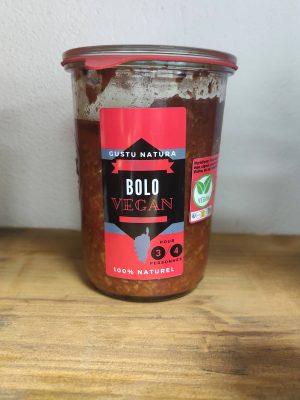 GUSTU NATURA
BOLO
VEGAN
POUR
3 4
PERSONNES
100% NATUREL
VEGAN